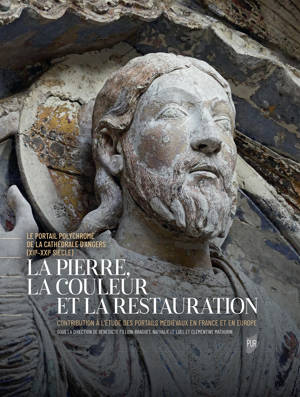 LE PORTAIL POLYCHROME
DE LA CATHÉDRALE D'ANGERS
(XIIᵉ-XXIᵉ SIÈCLE)
LA PIERRE,
LA COULEUR
ET LA RESTAURATION
CONTRIBUTION À L'ÉTUDE DES PORTAILS MÉDIÉVAUX EN FRANCE ET EN EUROPE
SOUS LA DIRECTION DE BÉNÉDICTE FILLION-BRAGUET, NATHALIE LE LUEL ET CLÉMENTINE MATHURIN
PUR